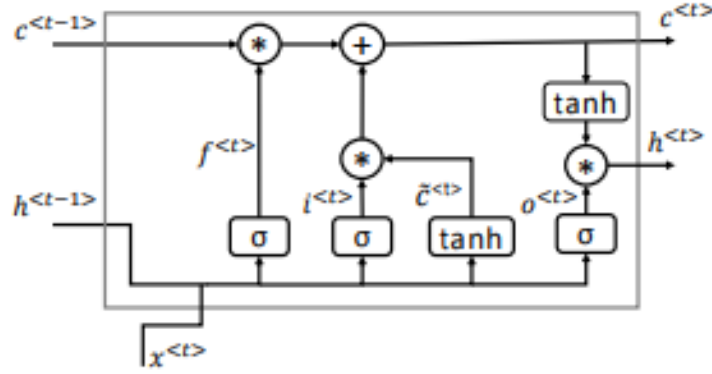 c<t-1> c<t>
* +
tanh
f<t> * * h<t>
h<t-1> i<t> c̃<t> o<t>
σ σ tanh σ
x<t>